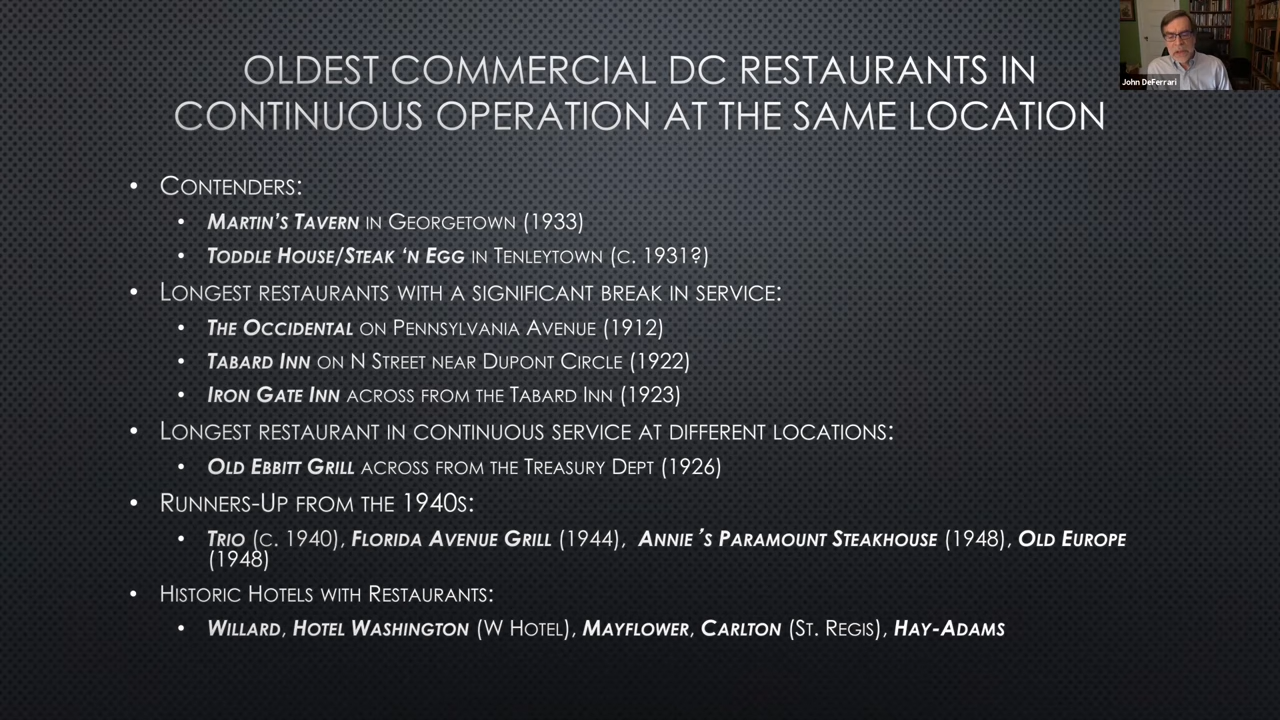 John DeFerrari
OLDEST COMMERCIAL DC RESTAURANTS IN
CONTINUOUS OPERATION AT THE SAME LOCATION
• Contenders:
• Martin's Tavern in Georgetown (1933)
• Toddle House/Steak 'n Egg in Tenleytown (c. 1931?)
• Longest restaurants with a significant break in service:
• The Occidental on Pennsylvania Avenue (1912)
• Tabard Inn on N Street near Dupont Circle (1922)
• Iron Gate Inn across from the Tabard Inn (1923)
• Longest restaurant in continuous service at different locations:
• Old Ebbitt Grill across from the Treasury Dept (1926)
• Runners-Up from the 1940s:
• Trio (c. 1940), Florida Avenue Grill (1944), Annie's Paramount Steakhouse (1948), Old Europe
(1948)
• Historic Hotels with Restaurants:
• Willard, Hotel Washington (W Hotel), Mayflower, Carlton (St. Regis), Hay-Adams